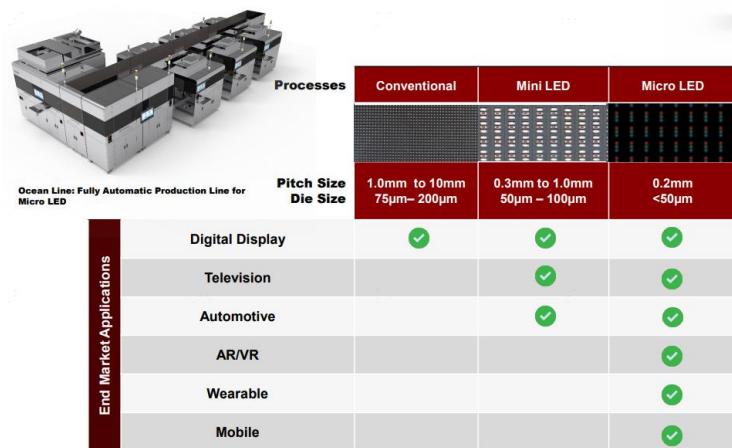 Processes
Conventional
Mini LED
Micro LED
Ocean Line: Fully Automatic Production Line for
Micro LED
Pitch Size
Die Size
1.0mm to 10mm
75µm– 200µm
0.3mm to 1.0mm
50µm – 100µm
0.2mm
<50µm
End Market Applications
Digital Display
Television
Automotive
AR/VR
Wearable
Mobile